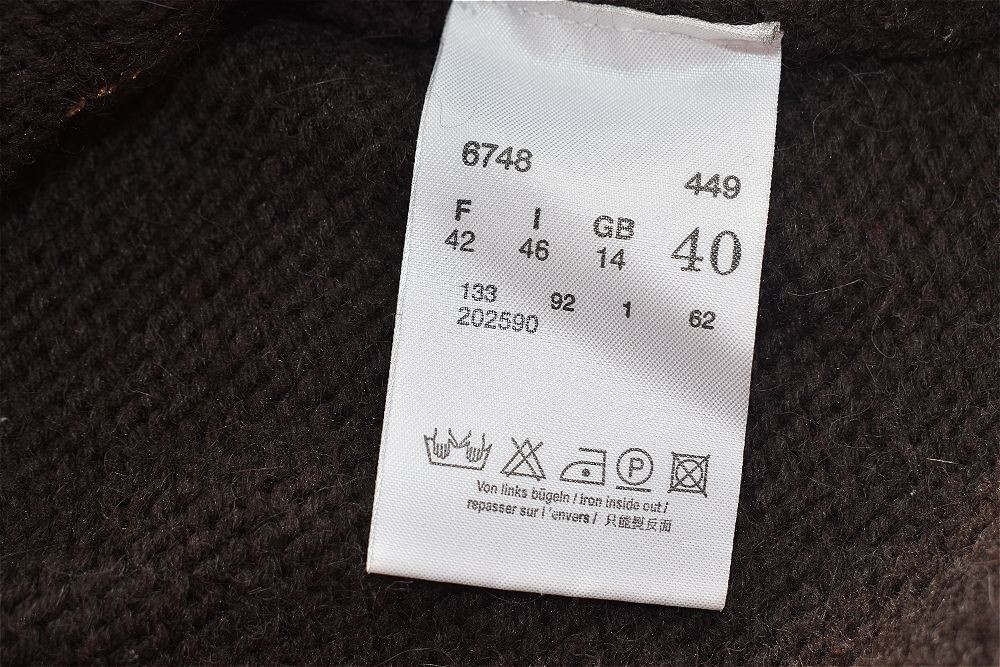 6748 449
F I GB 40
42 46 14
133 92 1 62
202590
P
Von links bügeln / iron inside out /
repasser sur l'envers / 只能熨反面